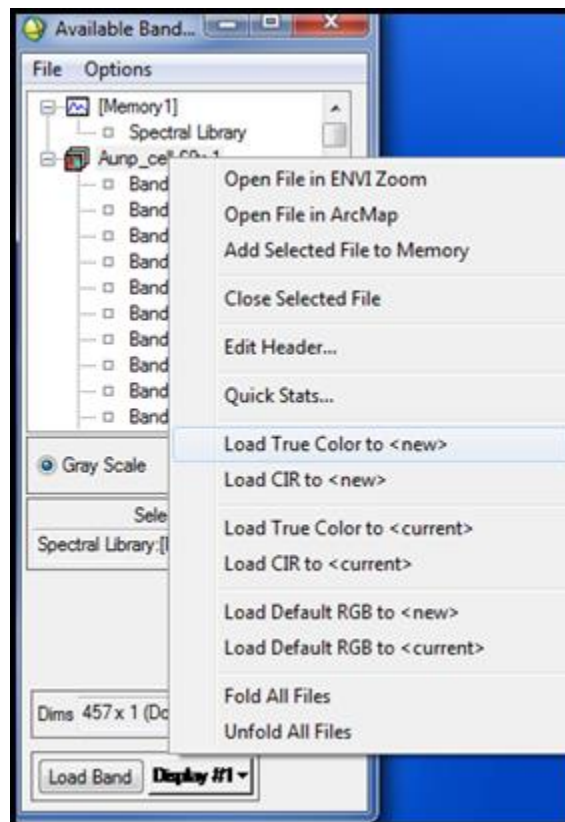 Available Band...
File Options
[Memory1]
Spectral Library
Band
Band
Band
Band
Band
Band
Band
Band
Band
Band
Open File in ENVI Zoom
Open File in ArcMap
Add Selected File to Memory
Close Selected File
Edit Header...
Quick Stats...
Load True Color to <new>
Load CIR to <new>
Load True Color to <current>
Load CIR to <current>
Load Default RGB to <new>
Load Default RGB to <current>
Fold All Files
Unfold All Files
Gray Scale
Sele
Spectral Library:[
Dims 457 x 1 (Do
Load Band Display #1